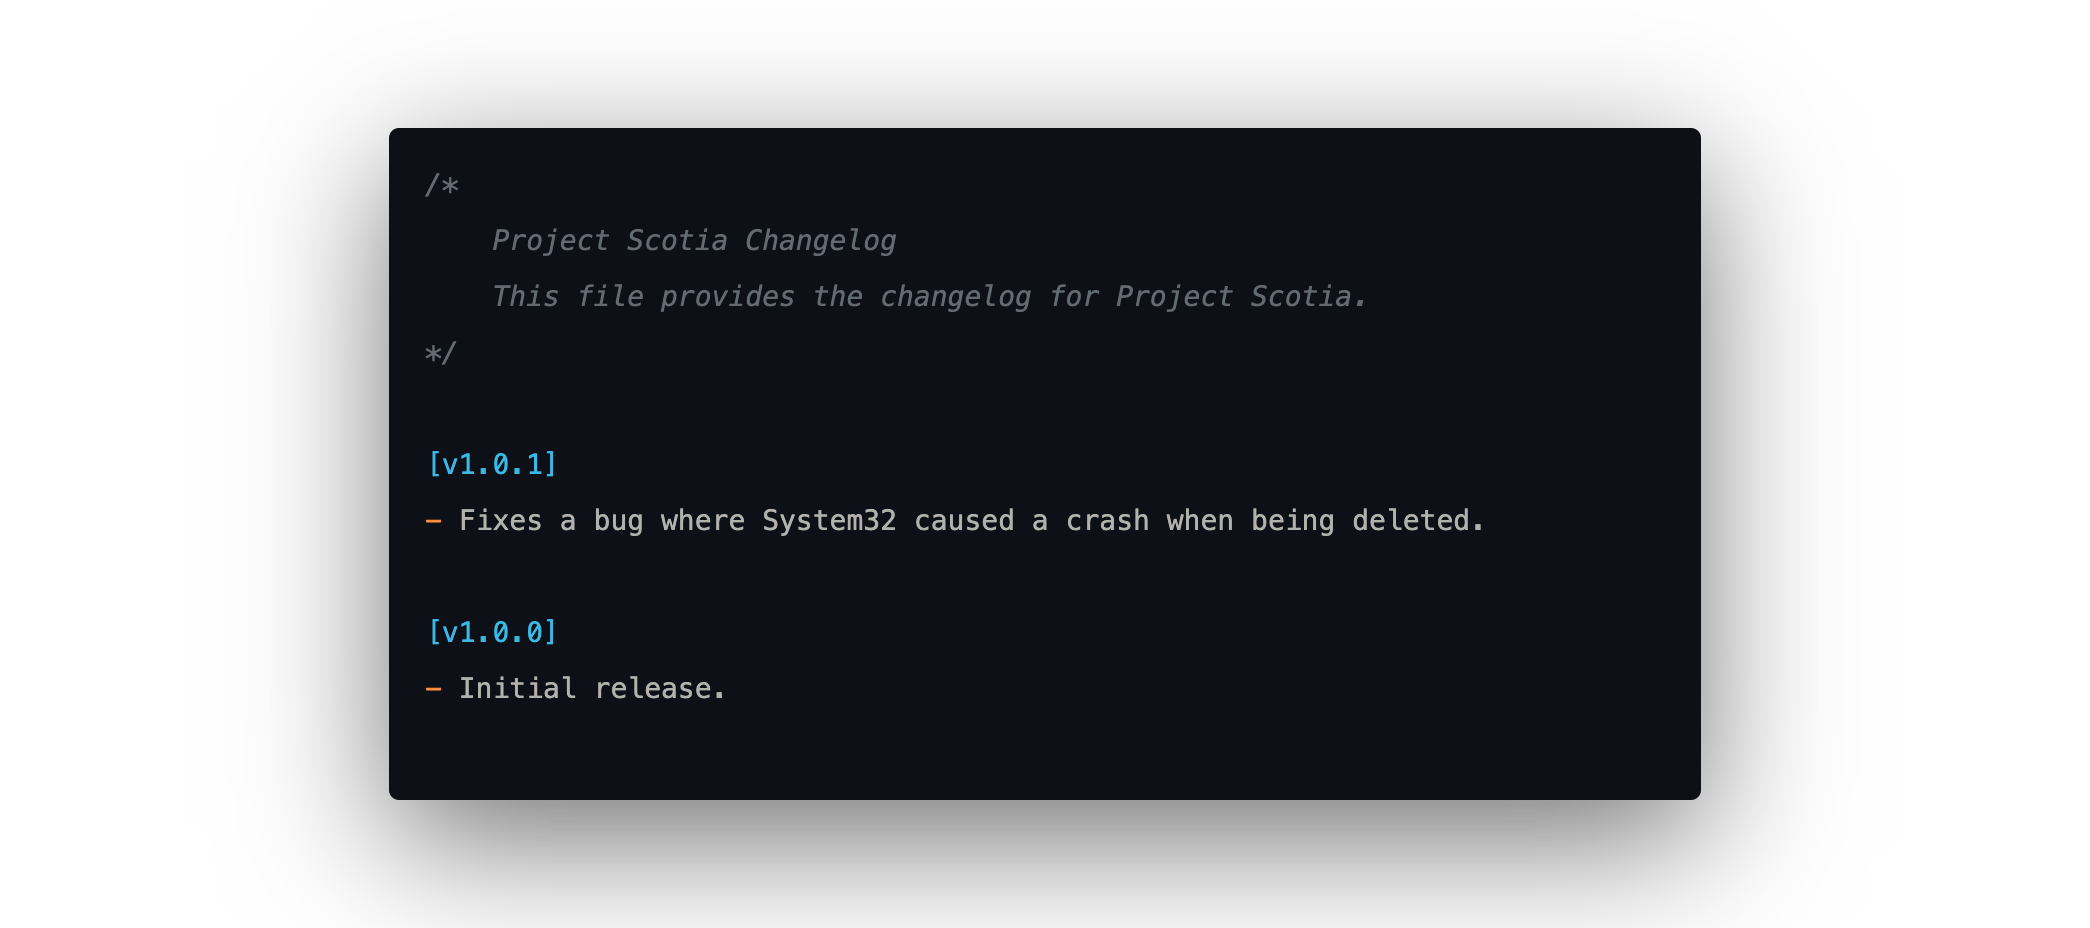 /*
Project Scotia Changelog
This file provides the changelog for Project Scotia.
*/
[v1.0.1]
– Fixes a bug where System32 caused a crash when being deleted.
[v1.0.0]
– Initial release.